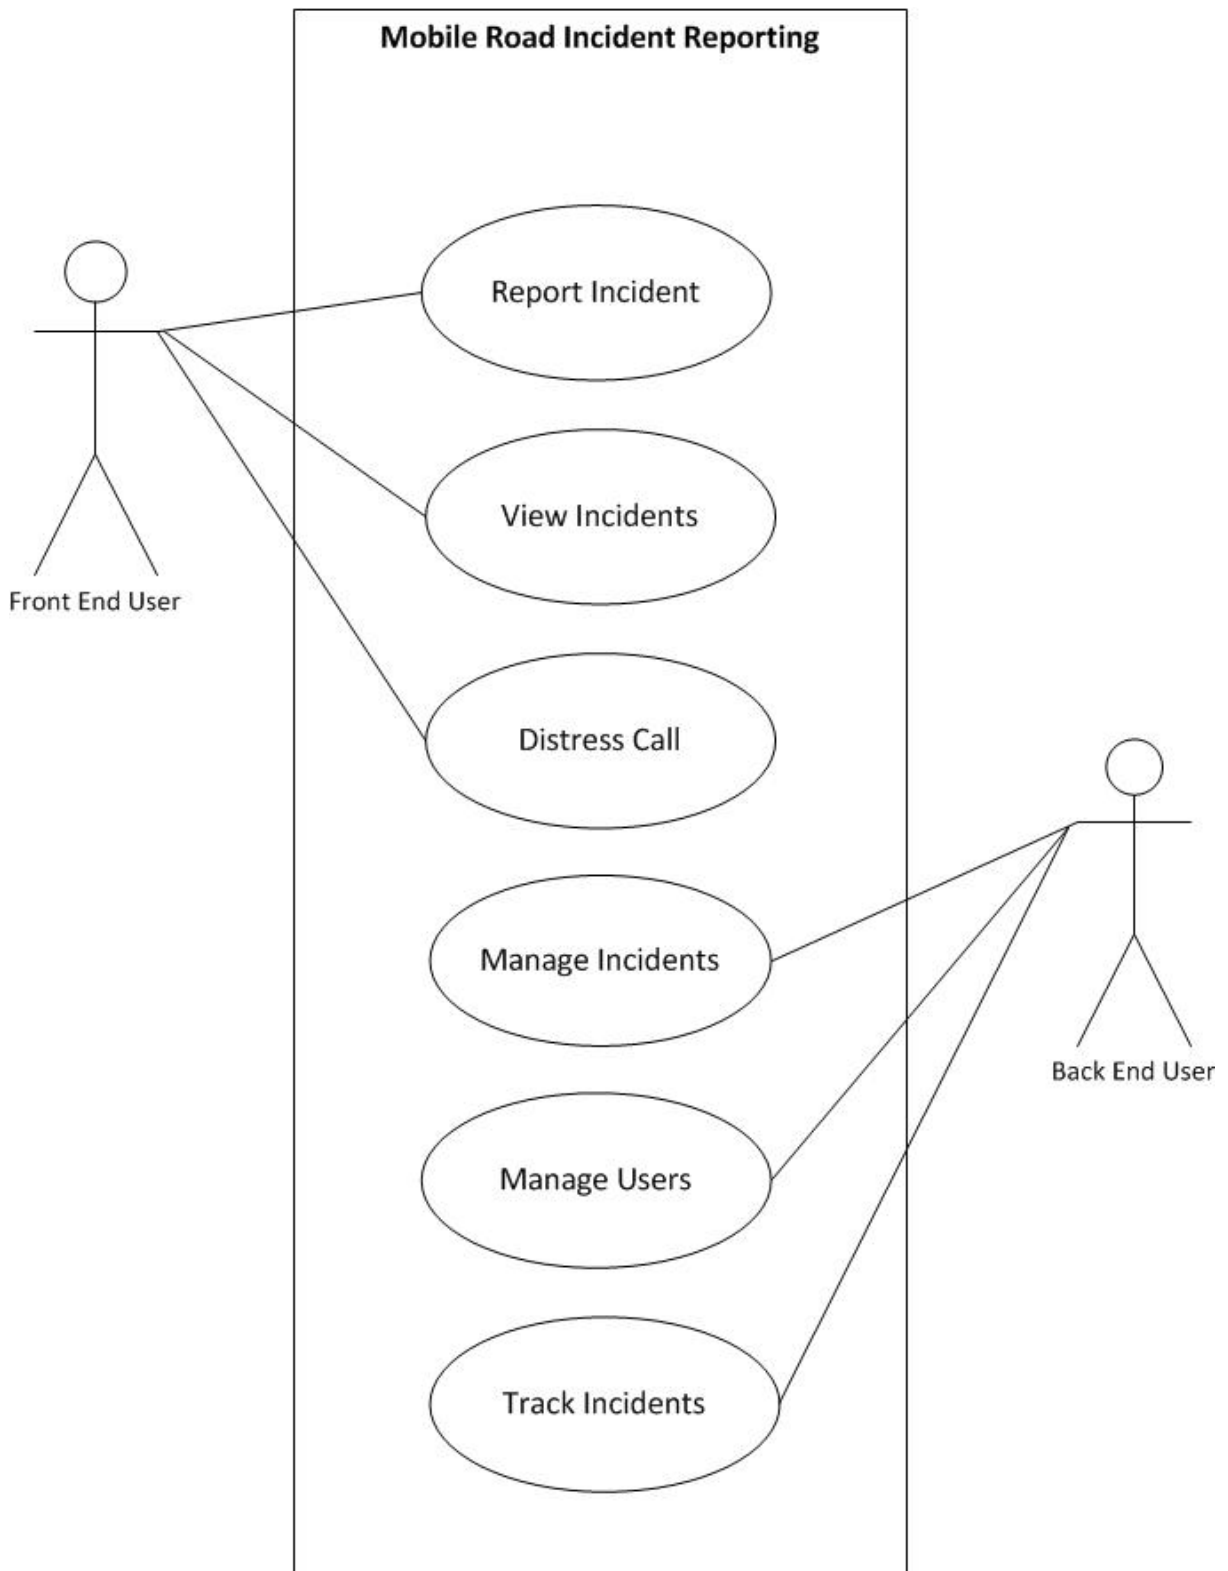 Mobile Road Incident Reporting
Report Incident
View Incidents
Front End User
Distress Call
Manage Incidents
Back End User
Manage Users
Track Incidents